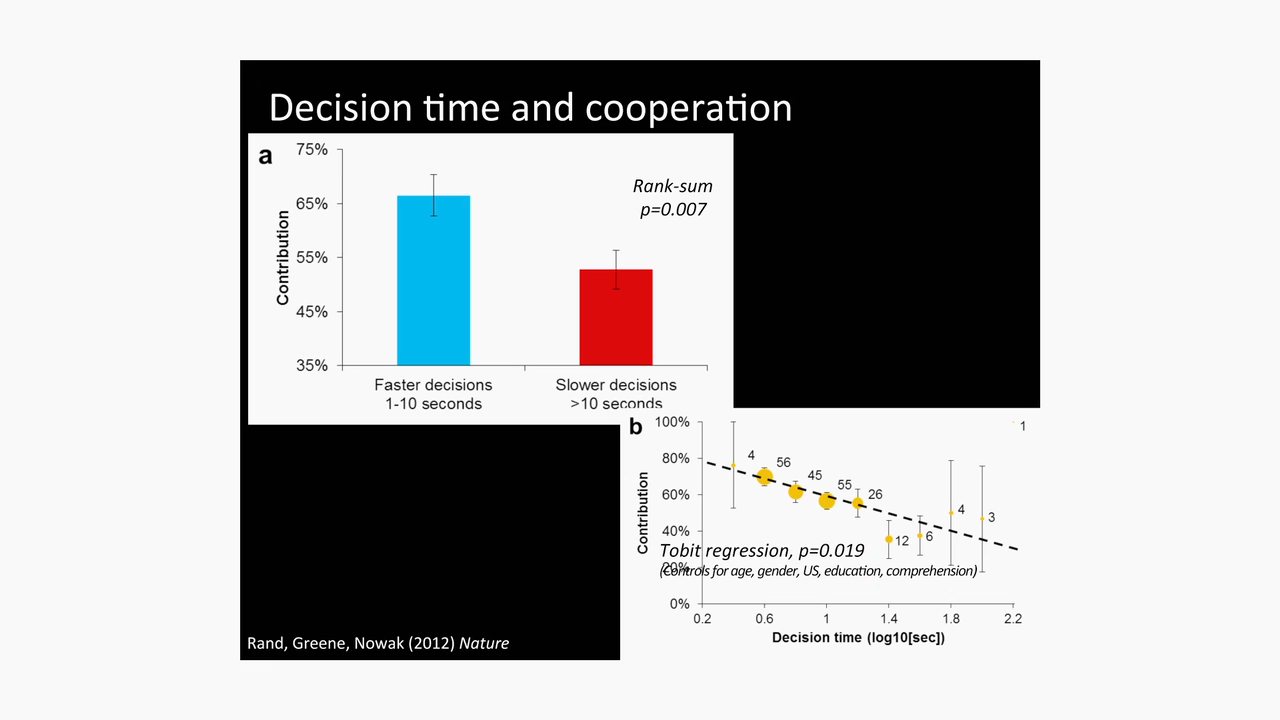 Decision time and cooperation
a
75%
65%
55%
45%
35%
Contribution
Rank-sum
p=0.007
Faster decisions
1-10 seconds
Slower decisions
>10 seconds
b
100%
80%
60%
40%
20%
0%
Contribution
4
56
45
55
26
12
6
4
3
1
Tobit regression, p=0.019
(Controls for age, gender, US, education, comprehension)
0.2
0.6
1
1.4
1.8
2.2
Decision time (log10[sec])
Rand, Greene, Nowak (2012) Nature